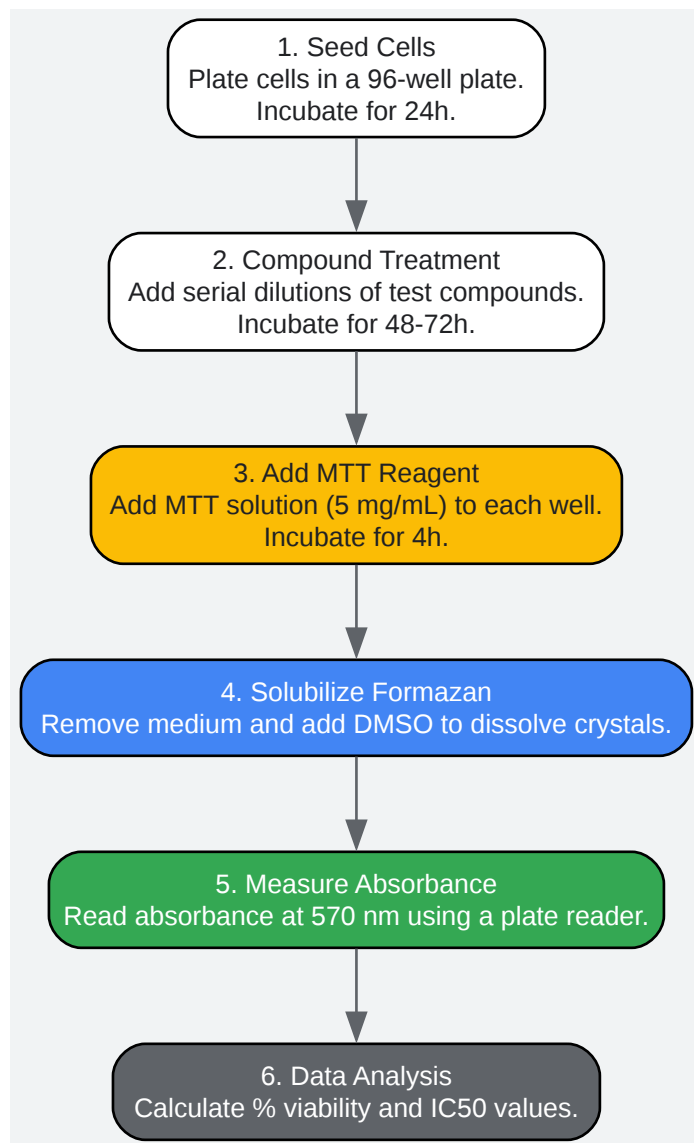 1. Seed Cells
Plate cells in a 96-well plate.
Incubate for 24h.
2. Compound Treatment
Add serial dilutions of test compounds.
Incubate for 48-72h.
3. Add MTT Reagent
Add MTT solution (5 mg/mL) to each well.
Incubate for 4h.
4. Solubilize Formazan
Remove medium and add DMSO to dissolve crystals.
5. Measure Absorbance
Read absorbance at 570 nm using a plate reader.
6. Data Analysis
Calculate % viability and IC50 values.